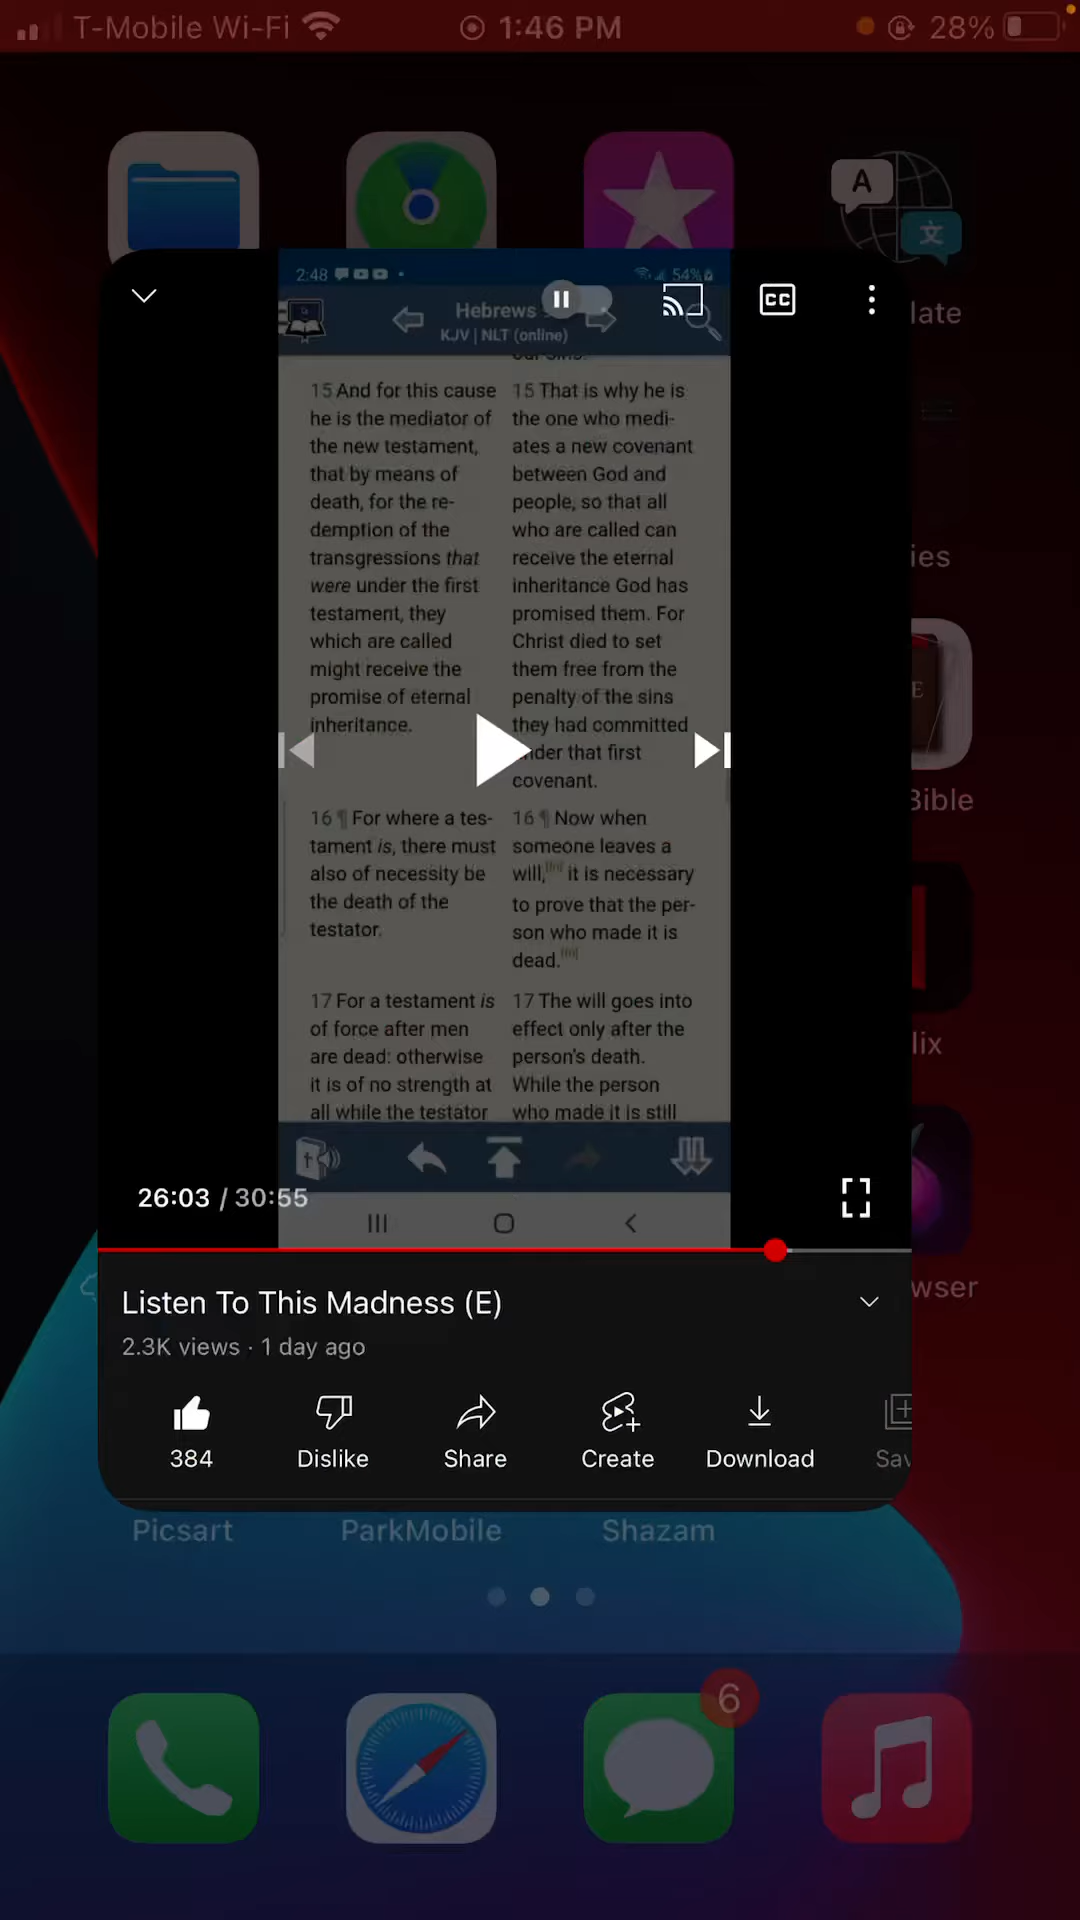 T-Mobile Wi-Fi
1:46 PM
28%
A
文
late
2:48
54%
Hebrews
KJV | NLT (online)
CC
15 And for this cause
he is the mediator of
the new testament,
that by means of
death, for the re-
demption of the
transgressions that
were under the first
testament, they
which are called
might receive the
promise of eternal
inheritance.
our sins.
15 That is why he is
the one who medi-
ates a new covenant
between God and
people, so that all
who are called can
receive the eternal
inheritance God has
promised them. For
Christ died to set
them free from the
penalty of the sins
they had committed
under that first
covenant.
16 ¶ For where a tes-
tament is, there must
also of necessity be
the death of the
testator.
16 ¶ Now when
someone leaves a
will,[fn] it is necessary
to prove that the per-
son who made it is
dead.[fn]
17 For a testament is
of force after men
are dead: otherwise
it is of no strength at
all while the testator
17 The will goes into
effect only after the
person's death.
While the person
who made it is still
ies
E
Bible
lix
wser
26:03 / 30:55
Listen To This Madness (E)
2.3K views · 1 day ago
384
Dislike
Share
Create
Download
Sav
Picsart
ParkMobile
Shazam
6